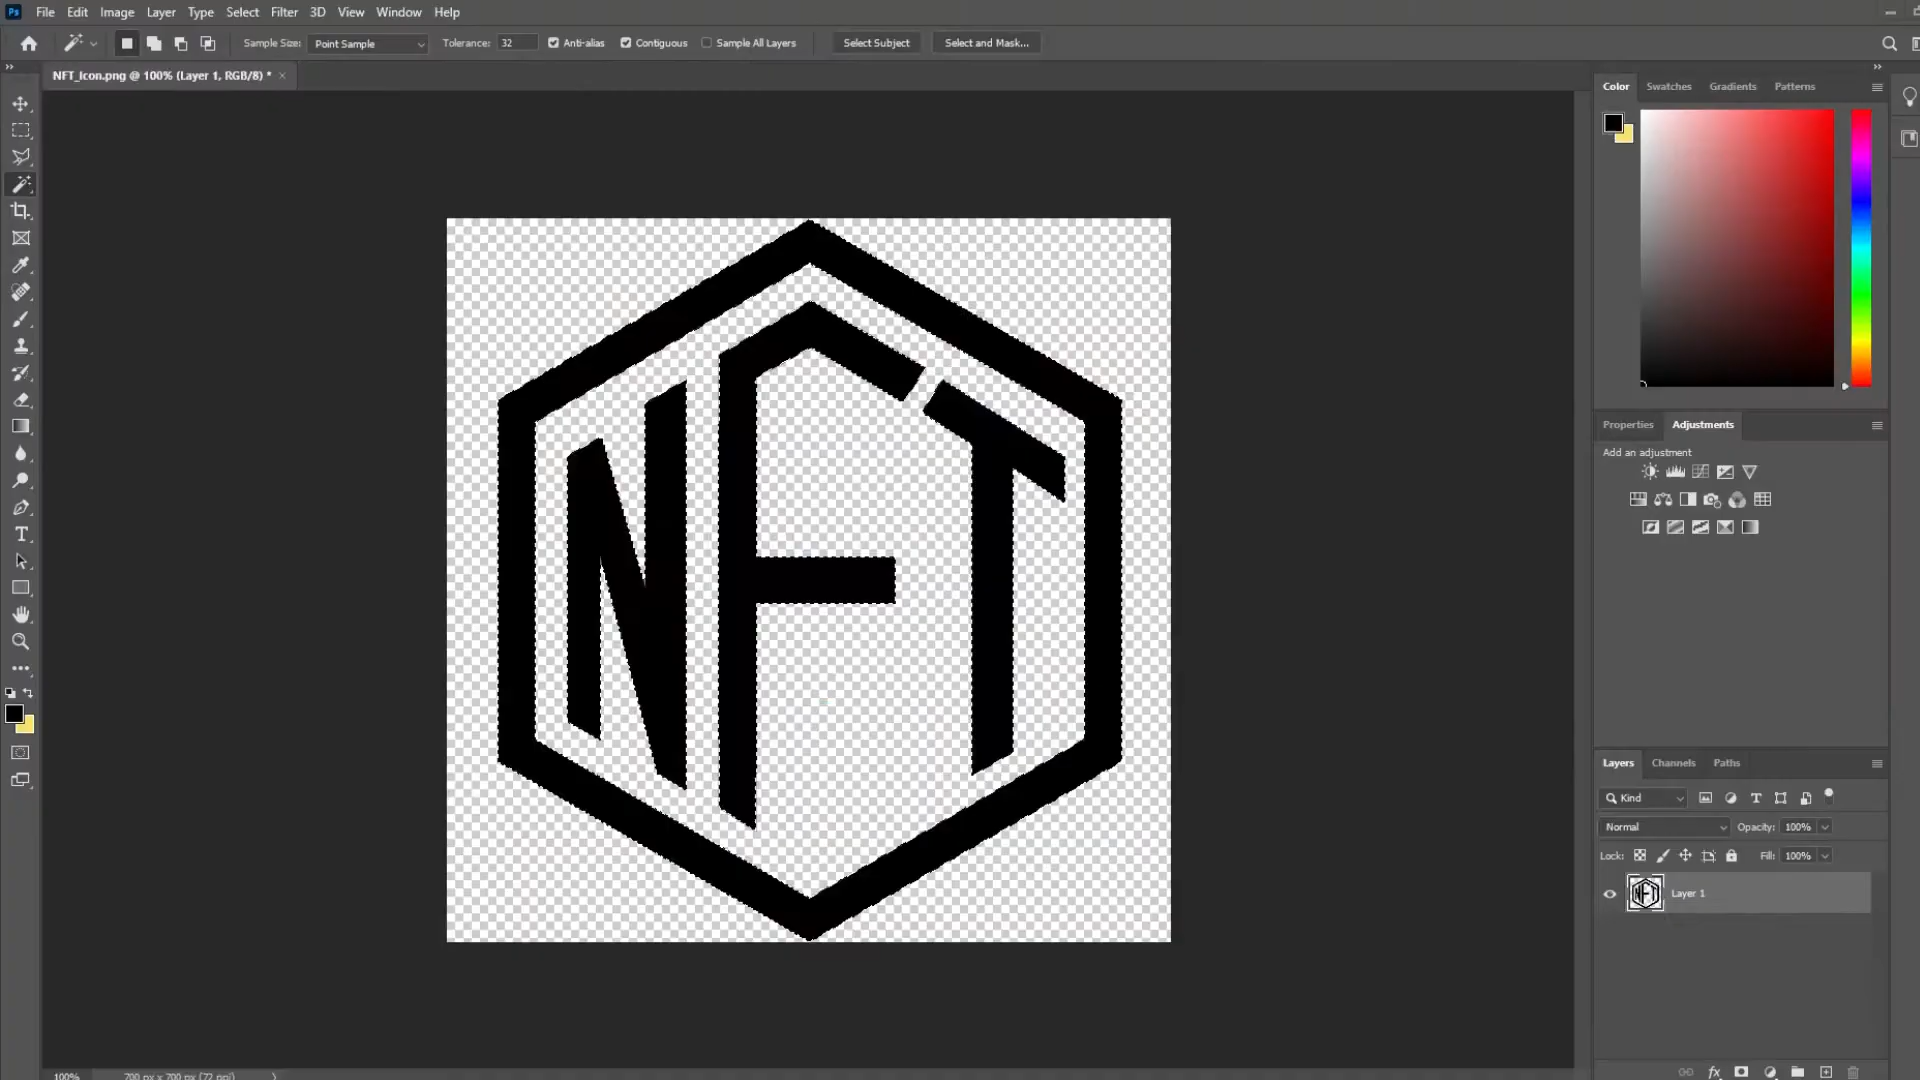 Ps File Edit Image Layer Type Select Filter 3D View Window Help
Sample Size: Point Sample Tolerance: 32 Anti-alias Contiguous Sample All Layers Select Subject Select and Mask...
NFT_Icon.png @ 100% (Layer 1, RGB/8) * ×
Color Swatches Gradients Patterns
NFT
Properties Adjustments
Add an adjustment
Layers Channels Paths
Kind
Normal Opacity: 100%
Lock: Fill: 100%
NFT Layer 1
100% 700 px x 700 px (72 ppi)
fx